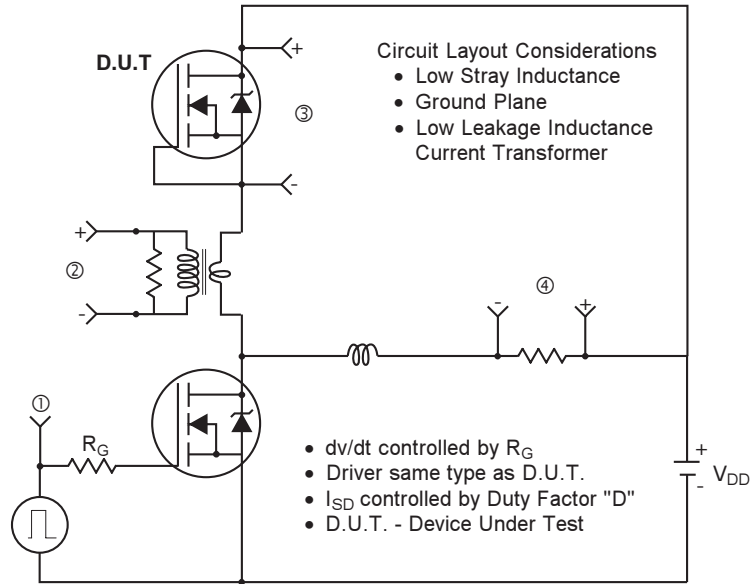 D.U.T
+
③
-
Circuit Layout Considerations
• Low Stray Inductance
• Ground Plane
• Low Leakage Inductance
Current Transformer
+
②
-
④
- +
①
R_G
• dv/dt controlled by R_G
• Driver same type as D.U.T.
• I_SD controlled by Duty Factor "D"
• D.U.T. - Device Under Test
+
V_DD
-